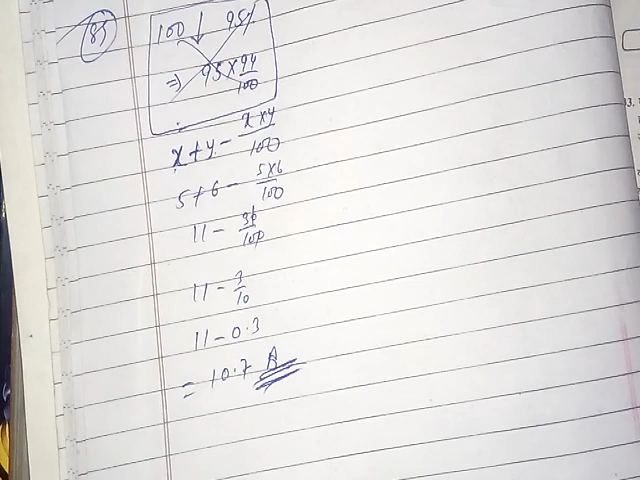 85
100 ↓ 95%
⇒ 95 × 94/100
x + y - x × y/100
5 + 6 - 5 × 6/100
11 - 30/100
11 - 3/10
11 - 0.3
= 10.7 A